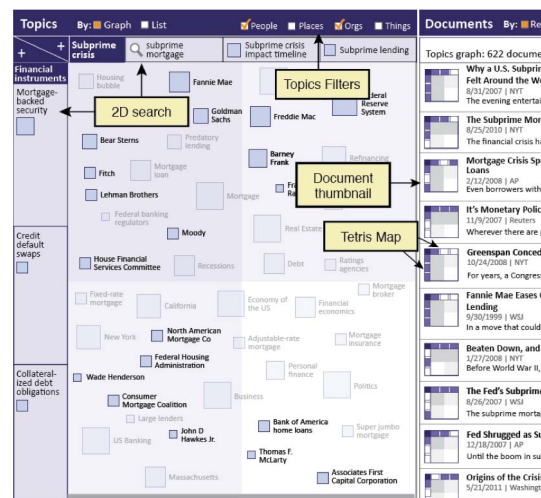 Topics By: Graph List People Places Orgs Things
+ +
Subprime crisis
subprime mortgage
Subprime crisis impact timeline
Subprime lending
Financial instruments
Mortgage-backed security
Credit default swaps
Collateral-ized debt obligations
2D search
Topics Filters
Document thumbnail
Tetris Map
Housing bubble
Fannie Mae
Goldman Sachs
Freddie Mac
Reserve System
Bear Sterns
Predatory lending
Barney Frank
Refinancing
Fitch
Mortgage loan
Lehman Brothers
Mortgage
Federal banking regulators
Moody
Real Estate
House Financial Services Committee
Recessions
Debt
Ratings agencies
Fixed-rate mortgage
California
Economy of the US
Financial economics
Mortgage broker
New York
North American Mortgage Co
Adjustable-rate mortgage
Mortgage insurance
Federal Housing Administration
Wade Henderson
Personal finance
Politics
Consumer Mortgage Coalition
Business
Large lenders
US Banking
John D Hawkes Jr.
Bank of America home loans
Super jumbo mortgage
Thomas F. McLarty
Massachusetts
Associates First Capital Corporation
Documents By: Re
Topics graph: 622 docume
Why a U.S. Subprin
Felt Around the Wo
8/31/2007 | NYT
The evening entertai
The Subprime Mor
8/25/2010 | NYT
The financial crisis ha
Mortgage Crisis Sp
Loans
2/12/2008 | AP
Even borrowers with
It's Monetary Polic
11/9/2007 | Reuters
Wherever there are
Greenspan Conced
10/24/2008 | NYT
For years, a Congress
Fannie Mae Eases
Lending
9/30/1999 | WSJ
In a move that could
Beaten Down, and
1/27/2008 | NYT
Before World War II,
The Fed's Subprime
8/26/2007 | WSJ
The subprime mortg
Fed Shrugged as Su
12/18/2007 | AP
Until the boom in su
Origins of the Crisi
5/21/2011 | Washingt